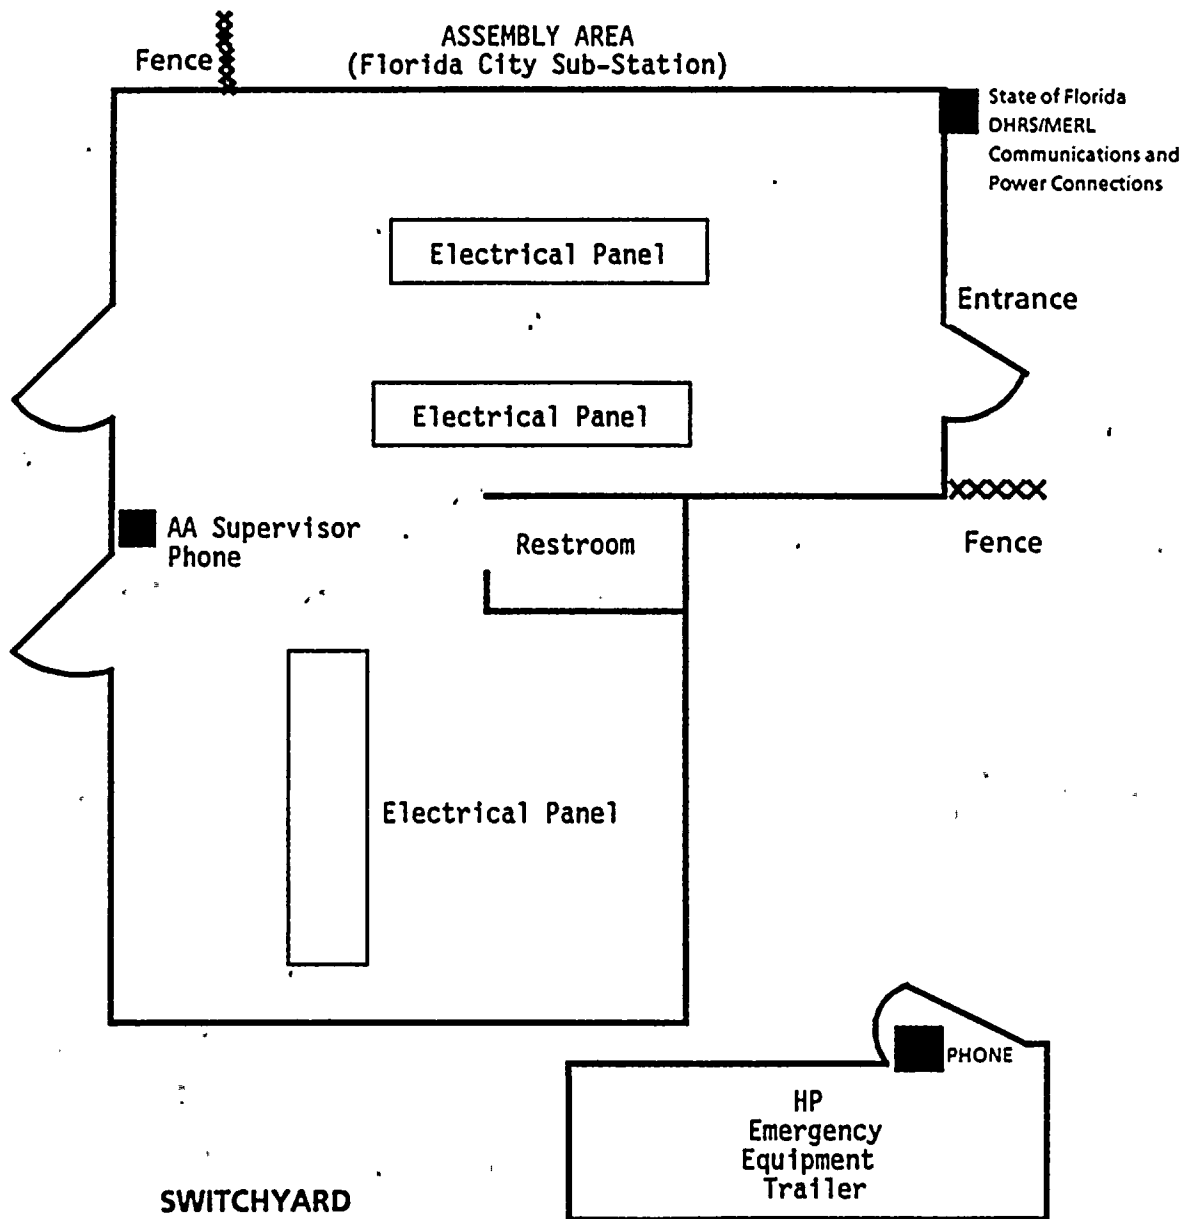 ASSEMBLY AREA
(Florida City Sub-Station)
Fence
State of Florida
DHRS/MERL
Communications and
Power Connections
Electrical Panel
Entrance
Electrical Panel
AA Supervisor
Phone
Restroom
Fence
Electrical Panel
PHONE
HP
Emergency
Equipment
Trailer
SWITCHYARD